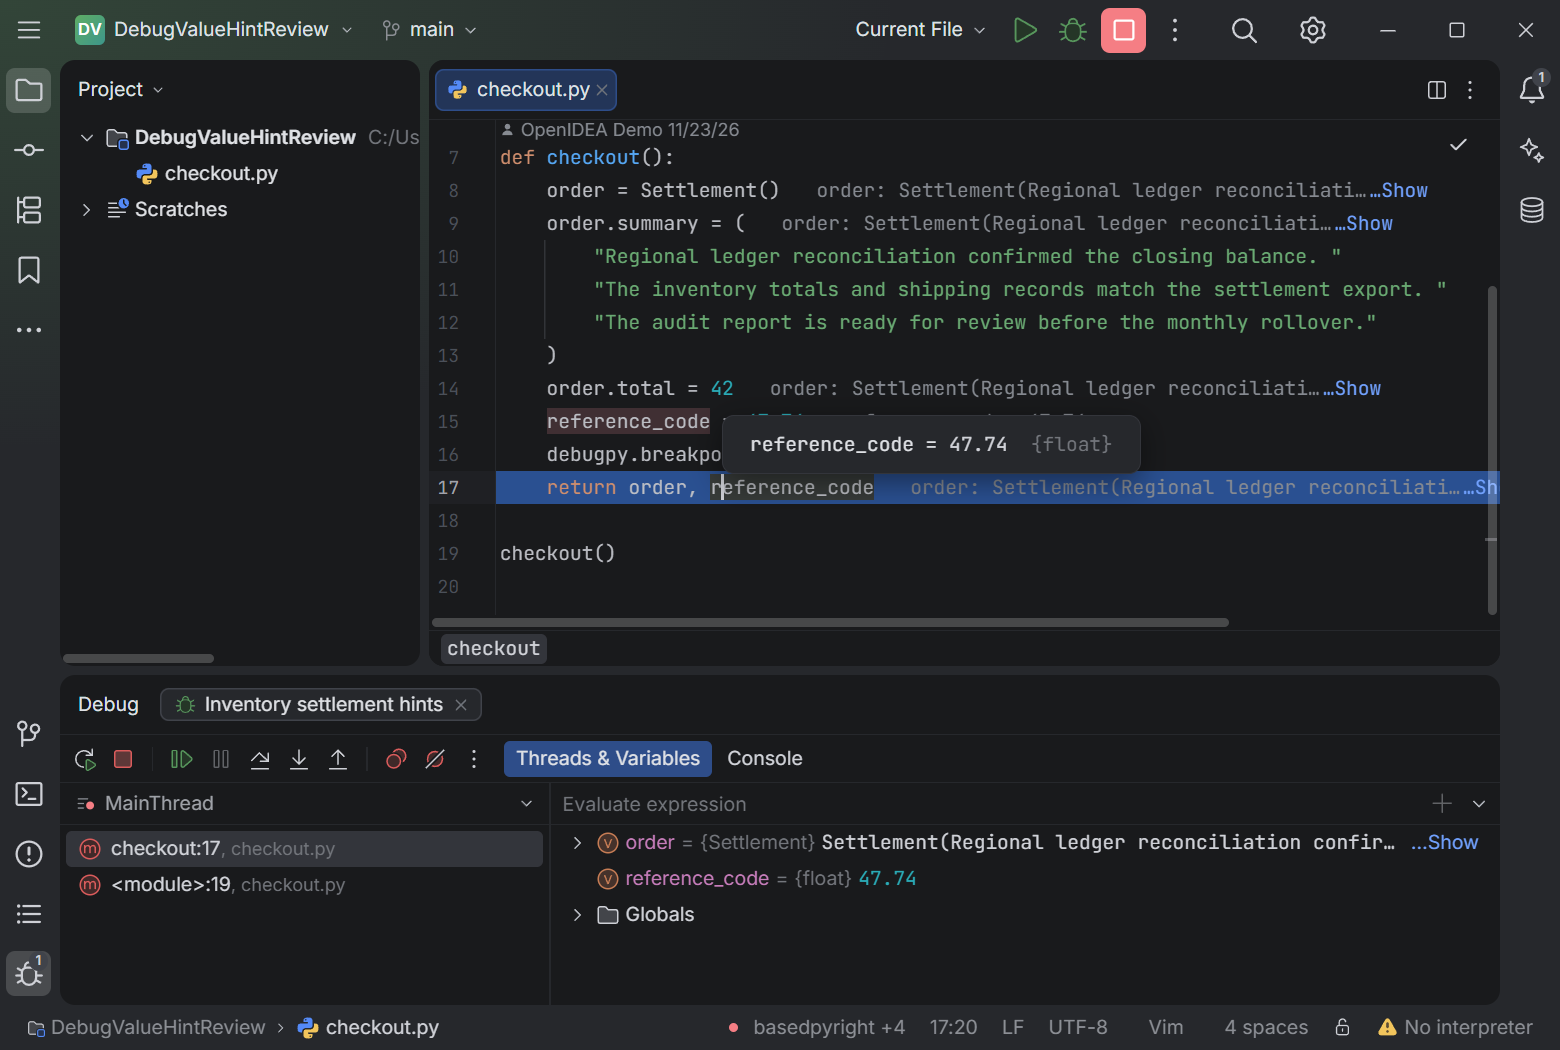 DV DebugValueHintReview main Current File
Project
checkout.py
1
DebugValueHintReview C:/Us
checkout.py
Scratches
OpenIDEA Demo 11/23/26
7 def checkout():
8 order = Settlement() order: Settlement(Regional ledger reconciliati…...Show
9 order.summary = ( order: Settlement(Regional ledger reconciliati…...Show
10 "Regional ledger reconciliation confirmed the closing balance. "
11 "The inventory totals and shipping records match the settlement export. "
12 "The audit report is ready for review before the monthly rollover."
13 )
14 order.total = 42 order: Settlement(Regional ledger reconciliati…...Show
15 reference_code
reference_code = 47.74 {float}
16 debugpy.breakpo
17 return order, reference_code order: Settlement(Regional ledger reconciliati…...Sh
18
19 checkout()
20
checkout
Debug Inventory settlement hints
Threads & Variables Console
MainThread
checkout:17, checkout.py
<module>:19, checkout.py
Evaluate expression
order = {Settlement} Settlement(Regional ledger reconciliation confir… ...Show
reference_code = {float} 47.74
Globals
1
DebugValueHintReview › checkout.py basedpyright +4 17:20 LF UTF-8 Vim 4 spaces No interpreter